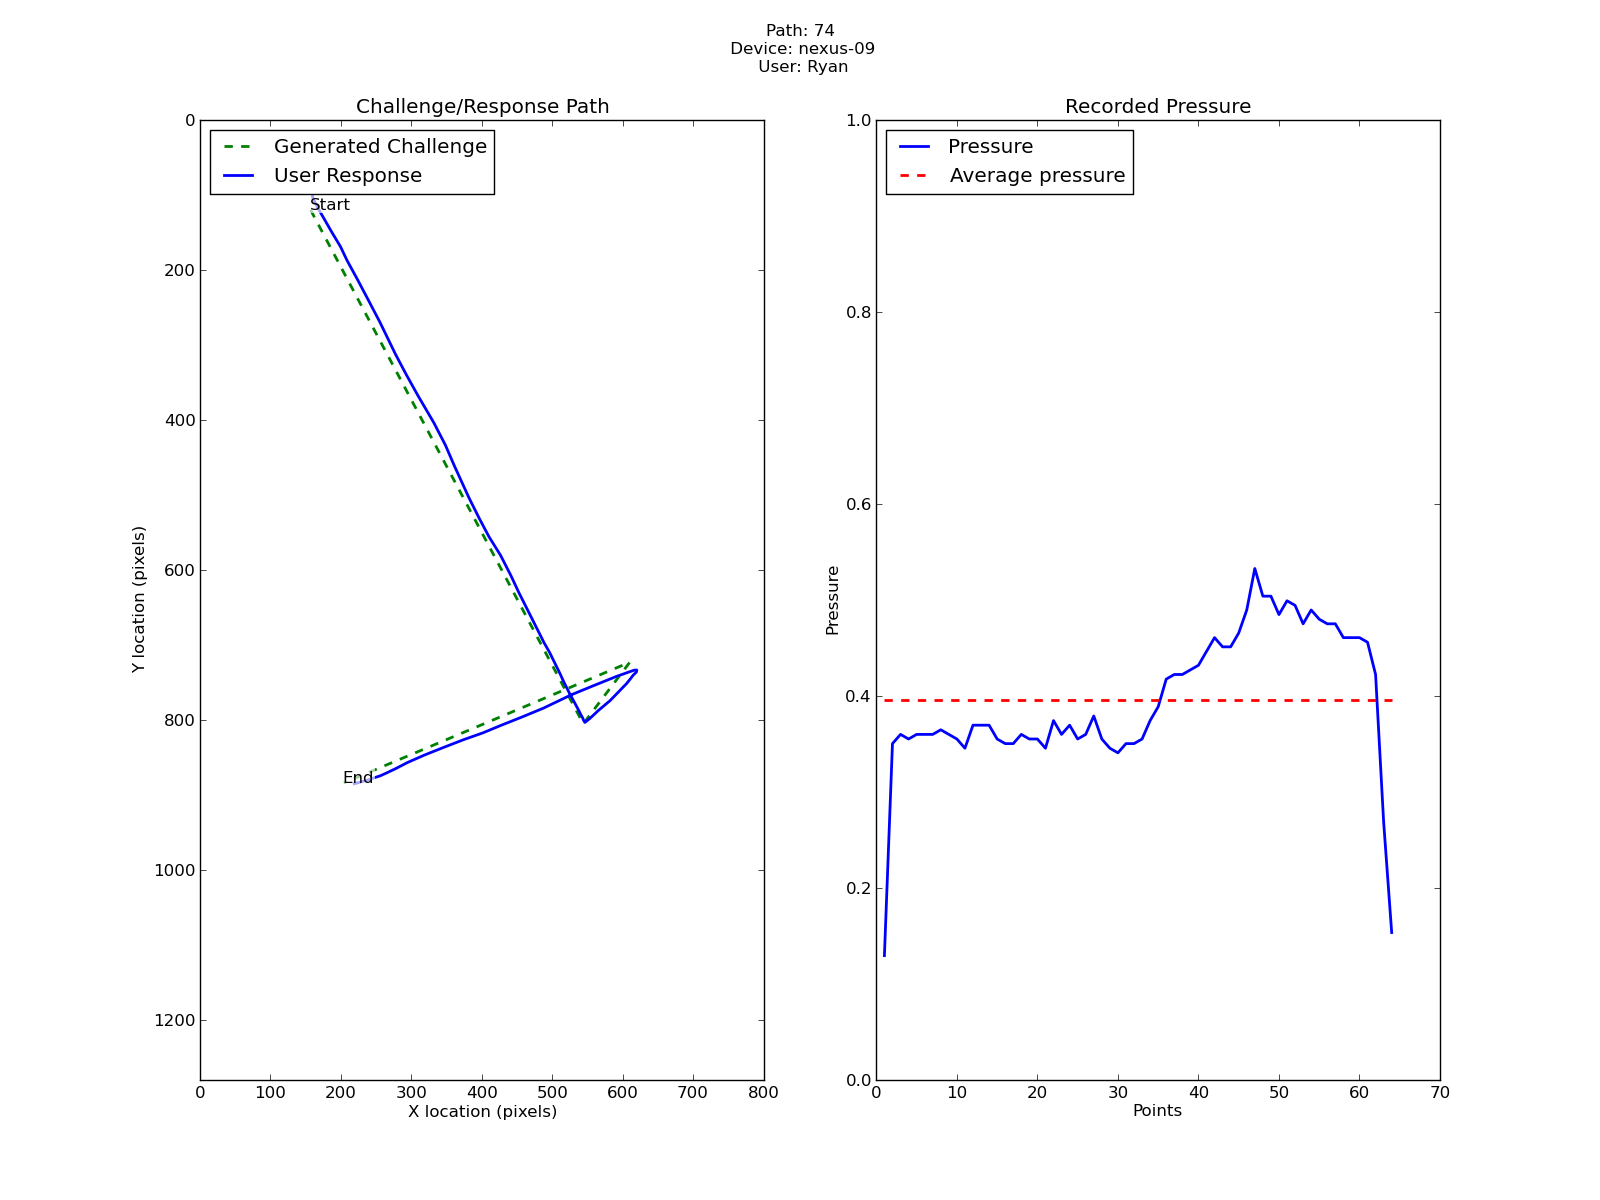 Path: 74
Device: nexus-09
User: Ryan
Challenge/Response Path
Generated Challenge
User Response
Start
End
0
200
400
600
800
1000
1200
Y location (pixels)
0 100 200 300 400 500 600 700 800
X location (pixels)
Recorded Pressure
Pressure
Average pressure
1.0
0.8
0.6
0.4
0.2
0.0
Pressure
0 10 20 30 40 50 60 70
Points